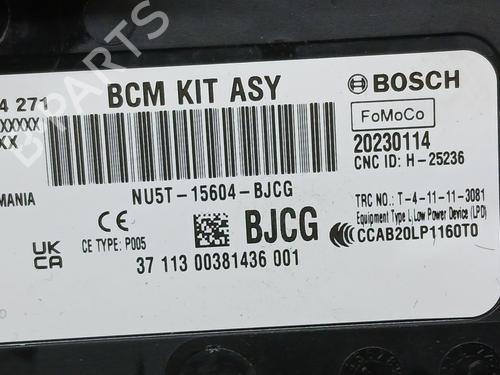 4 271
BCM KIT ASY
BOSCH
XXXXXX
XX
FoMoCo
20230114
CNC ID: H-25236
MANIA
NU5T-15604-BJCG
TRC NO.: T-4-11-11-3081
Equipment Type I, Low Power Device (LPD)
UK
CA
CE TYPE: P005
BJCG
CCAB20LP1160T0
37 113 00381436 001
B-PARTS